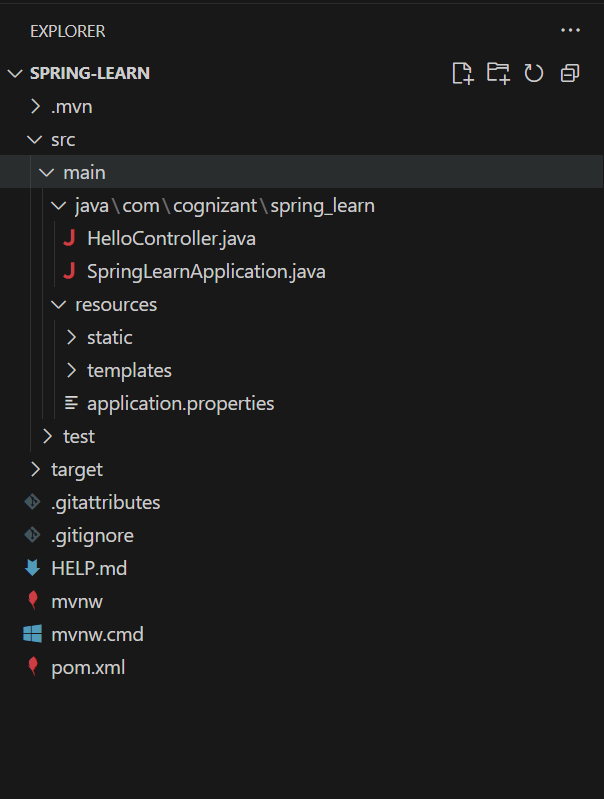 EXPLORER
SPRING-LEARN
.mvn
src
main
java\com\cognizant\spring_learn
HelloController.java
SpringLearnApplication.java
resources
static
templates
application.properties
test
target
.gitattributes
.gitignore
HELP.md
mvnw
mvnw.cmd
pom.xml